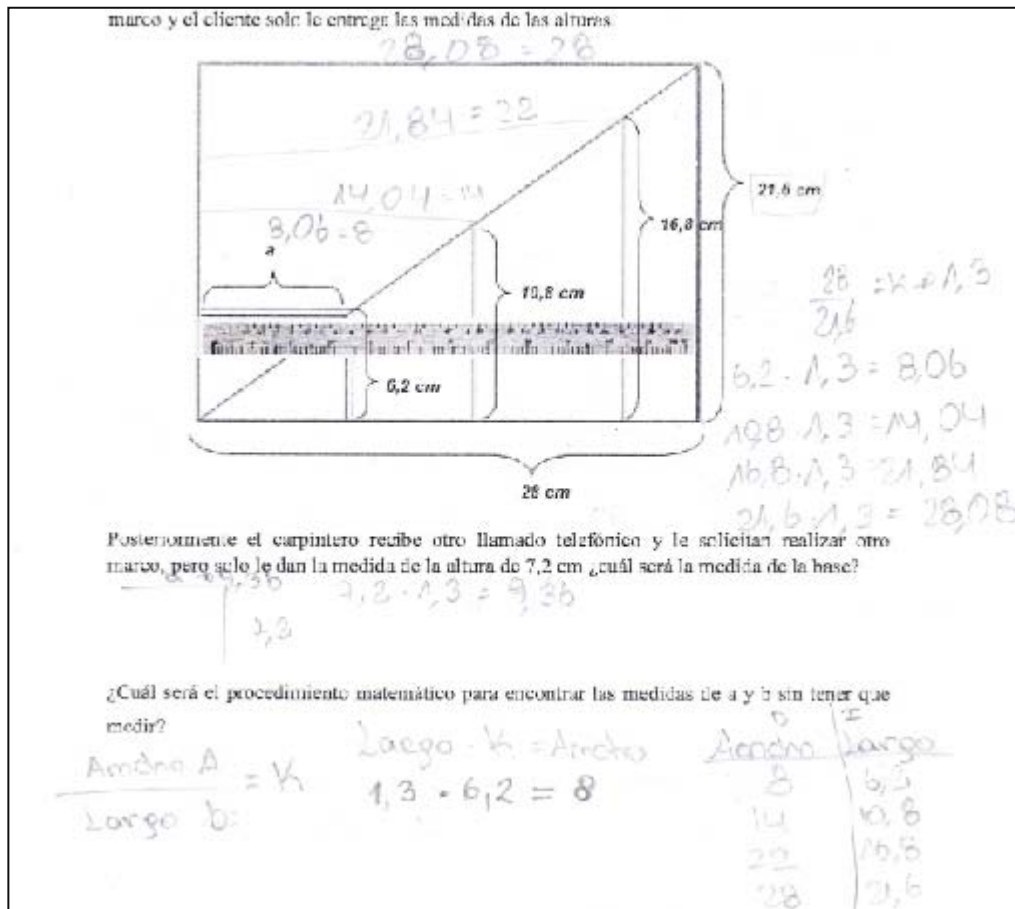 marco y el cliente solo le entrega las medidas de las alturas
28,08 = 28
21,84 = 22
14,04 = 14
8,06 = 8
a
21,6 cm
16,8 cm
10,8 cm
6,2 cm
28 cm
28 = K = 1,3
21,6
6,2 . 1,3 = 8,06
10,8 . 1,3 = 14,04
16,8 . 1,3 = 21,84
21,6 . 1,3 = 28,08
Posteriormente el carpintero recibe otro llamado telefónico y le solicitan realizar otro
marco, pero solo le dan la medida de la altura de 7,2 cm ¿cuál será la medida de la base?
9,36
7,2 . 1,3 = 9,36
7,2
¿Cuál será el procedimiento matemático para encontrar las medidas de a y b sin tener que
medir?
Ancho A = K
Largo b:
Largo . K = Ancho
1,3 . 6,2 = 8
D I
Ancho Largo
8 6,2
14 10,8
22 16,8
28 21,6